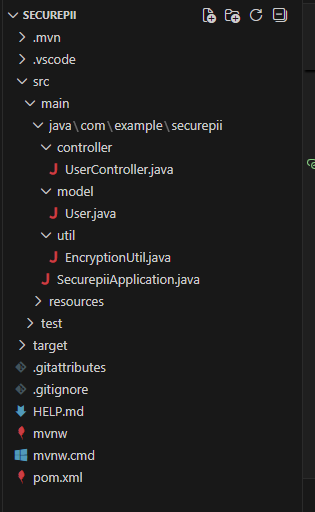 SECUREPII
.mvn
.vscode
src
main
java\com\example\securepii
controller
UserController.java
model
User.java
util
EncryptionUtil.java
SecurepiiApplication.java
resources
test
target
.gitattributes
.gitignore
HELP.md
mvnw
mvnw.cmd
pom.xml